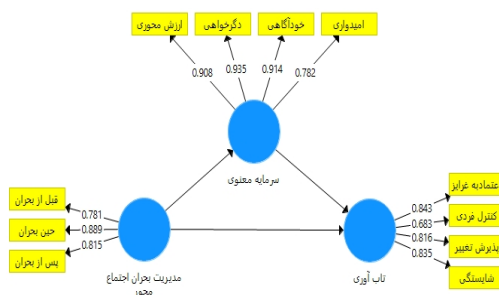 ارزش محوری
دگرخواهی
خودآگاهی
امیدواری
0.908
0.935
0.914
0.782
سرمایه معنوی
قبل از بحران
حین بحران
پس از بحران
0.781
0.889
0.815
مدیریت بحران اجتماع
محور
تاب آوری
0.843
0.683
0.816
0.835
عتمادبه غرایز
کنترل فردی
پذیرش تغییر
شایستگی